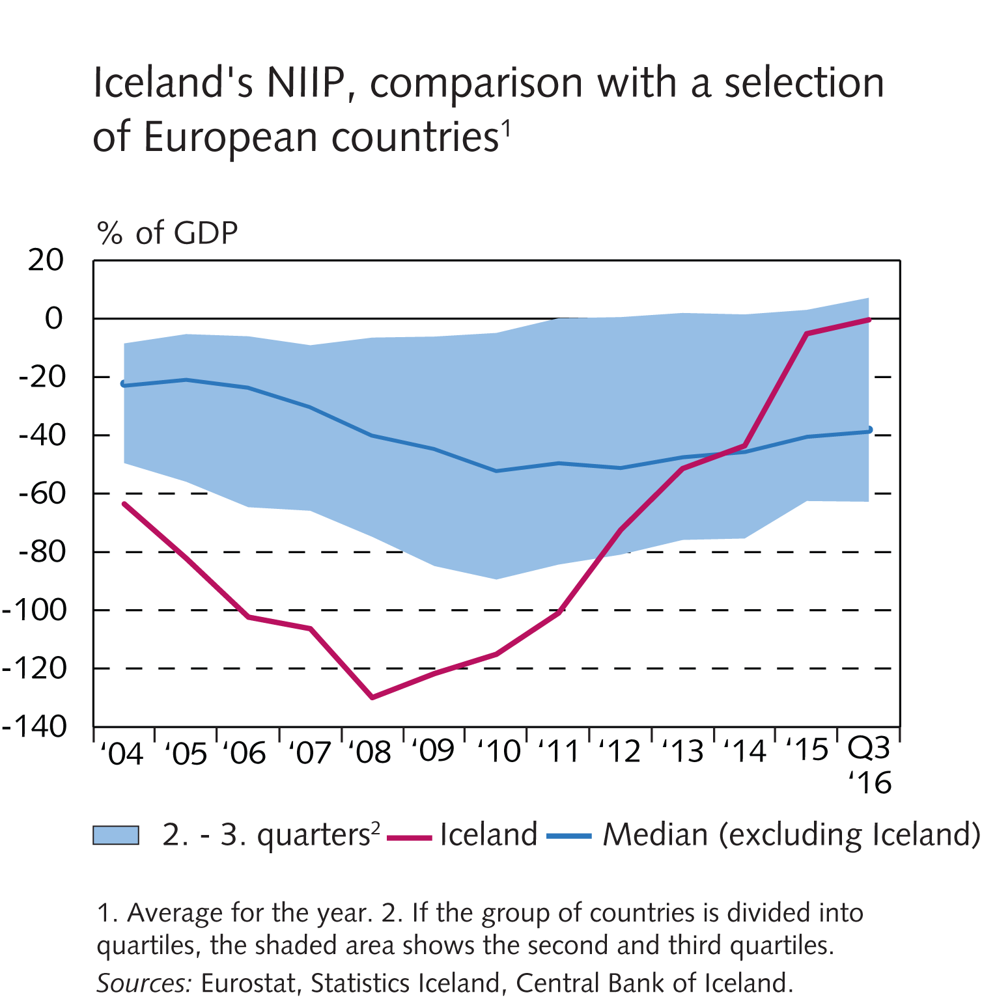 Iceland's NIIP, comparison with a selection
of European countries¹
% of GDP
20
0
-20
-40
-60
-80
-100
-120
-140
‘04 ‘05 ‘06 ‘07 ‘08 ‘09 ‘10 ‘11 ‘12 ‘13 ‘14 ‘15 Q3
‘16
2. - 3. quarters² Iceland Median (excluding Iceland)
1. Average for the year. 2. If the group of countries is divided into
quartiles, the shaded area shows the second and third quartiles.
Sources: Eurostat, Statistics Iceland, Central Bank of Iceland.